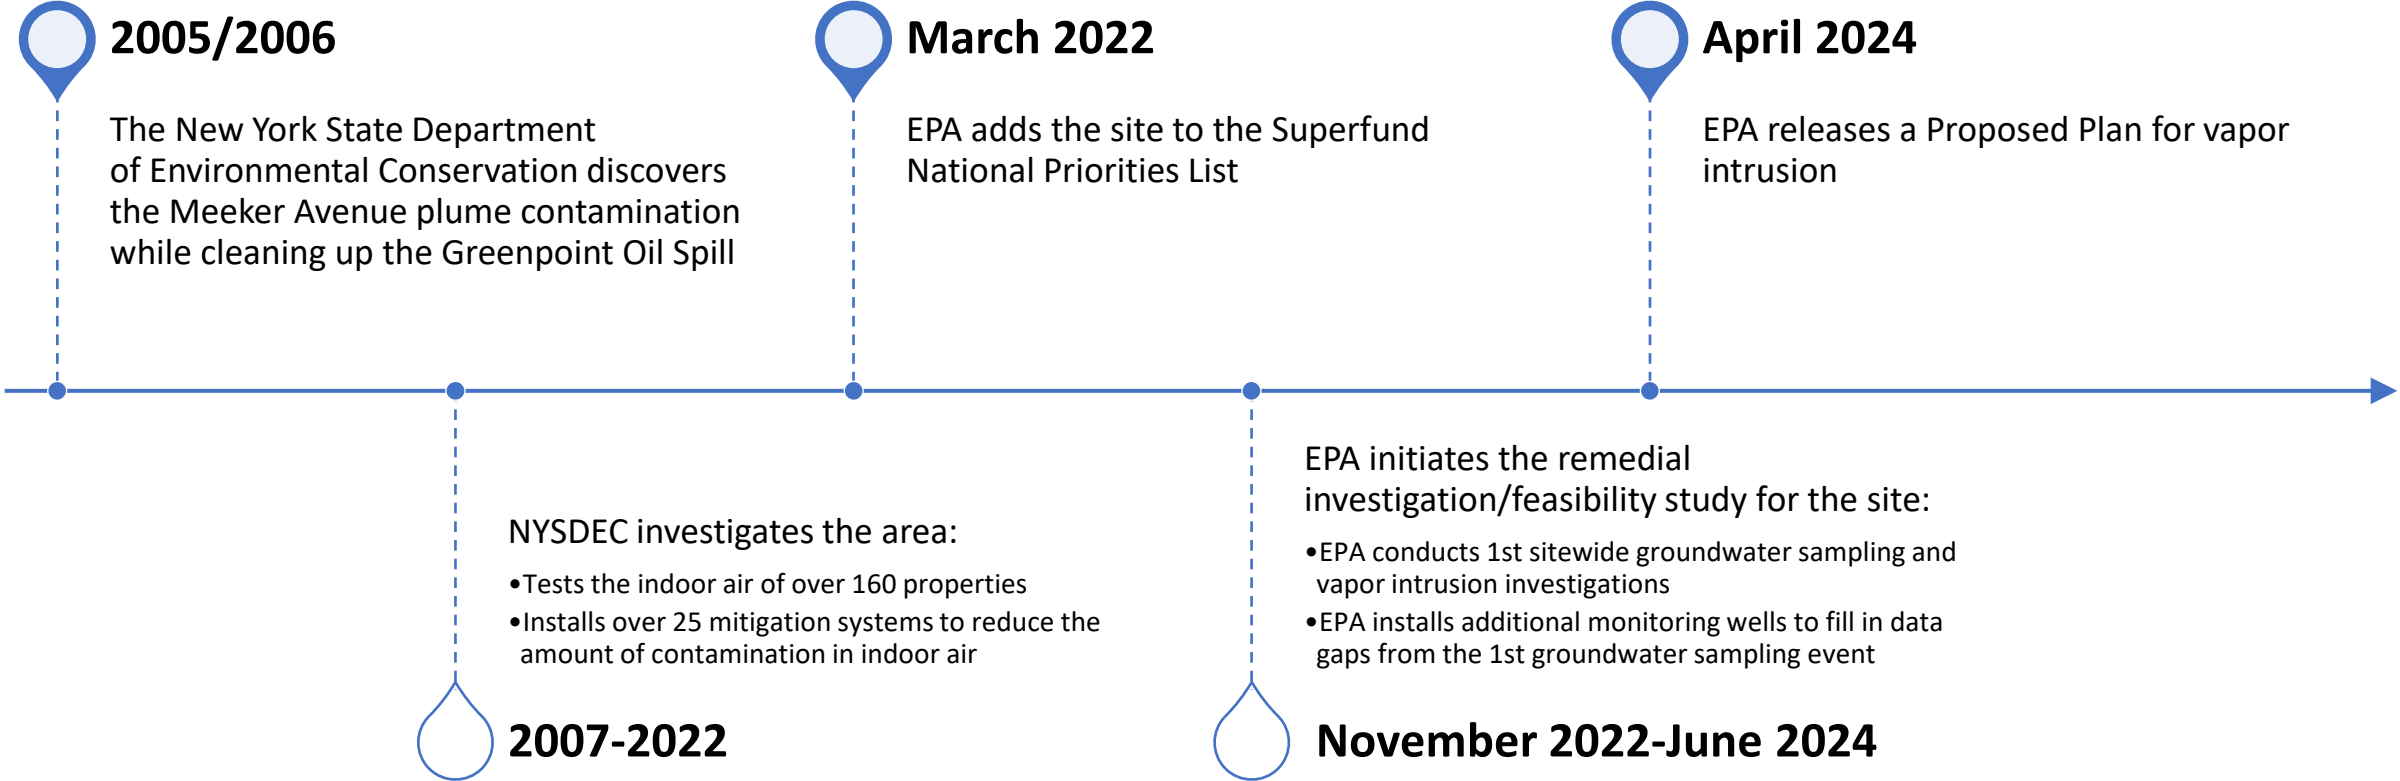 2005/2006
The New York State Department
of Environmental Conservation discovers
the Meeker Avenue plume contamination
while cleaning up the Greenpoint Oil Spill
NYSDEC investigates the area:
•Tests the indoor air of over 160 properties
•Installs over 25 mitigation systems to reduce the
amount of contamination in indoor air
2007-2022
March 2022
EPA adds the site to the Superfund
National Priorities List
EPA initiates the remedial
investigation/feasibility study for the site:
•EPA conducts 1st sitewide groundwater sampling and
vapor intrusion investigations
•EPA installs additional monitoring wells to fill in data
gaps from the 1st groundwater sampling event
November 2022-June 2024
April 2024
EPA releases a Proposed Plan for vapor
intrusion